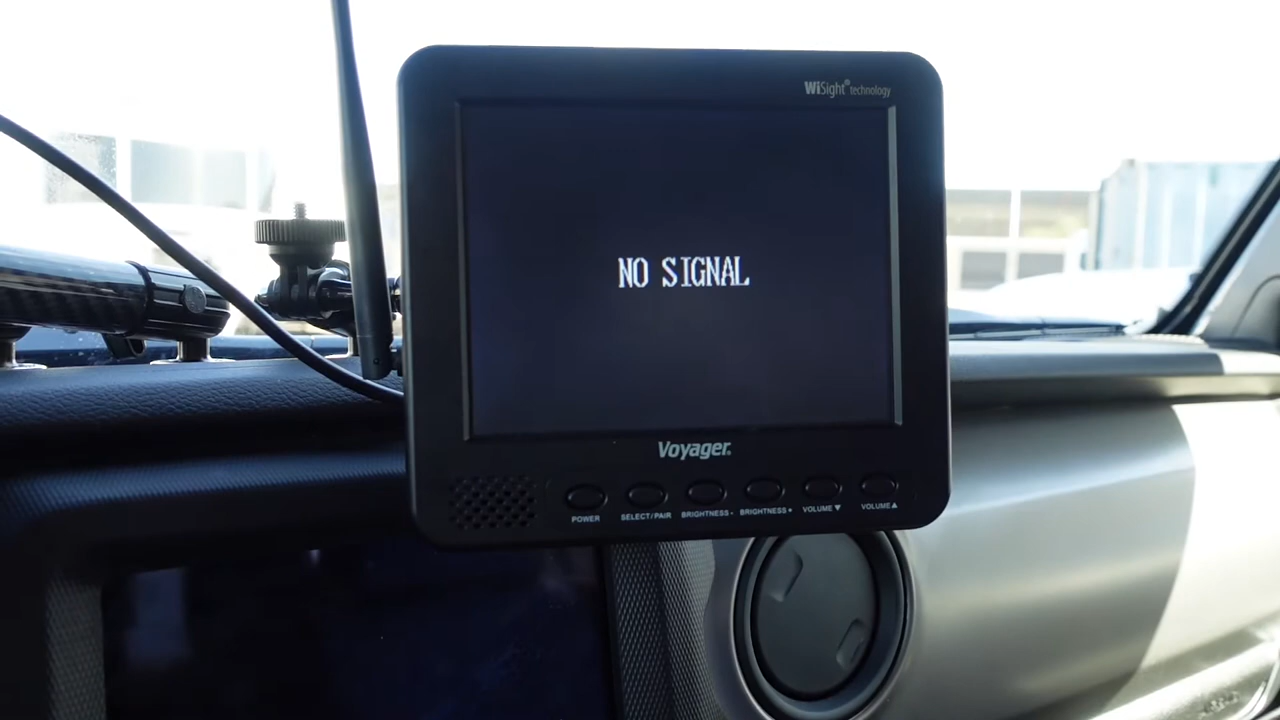 WiSight® technology
NO SIGNAL
Voyager®
POWER
SELECT/PAIR
BRIGHTNESS -
BRIGHTNESS +
VOLUME ▼
VOLUME ▲